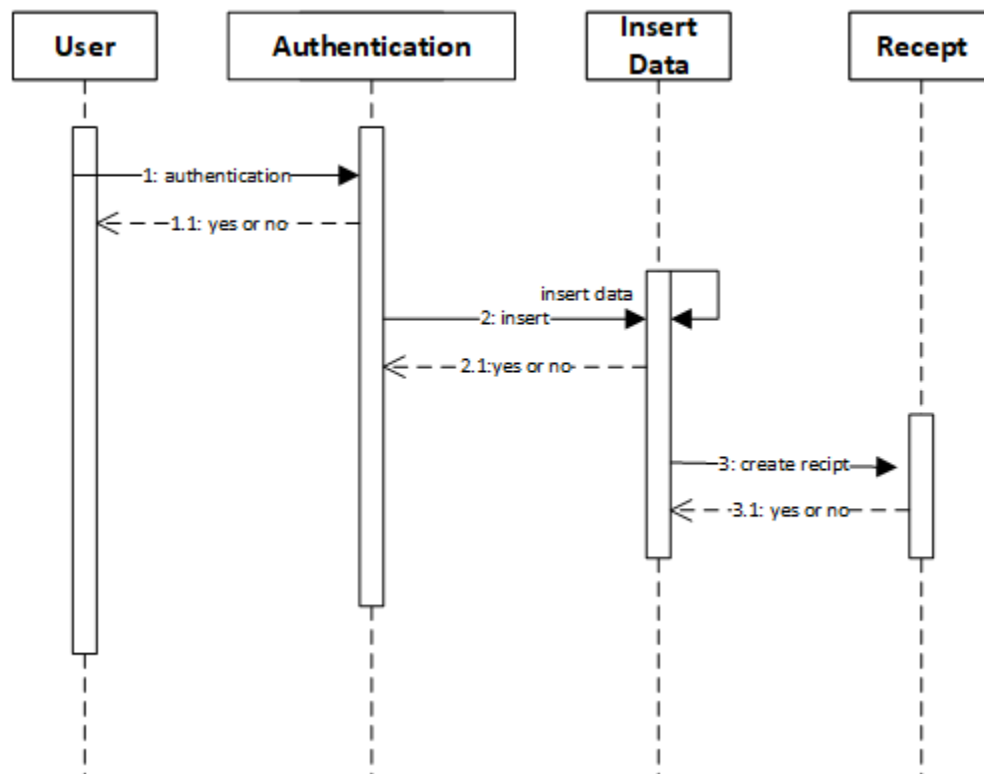 User
Authentication
Insert
Data
Recept
1: authentication
1.1: yes or no
insert data
2: insert
2.1:yes or no
3: create recipt
3.1: yes or no